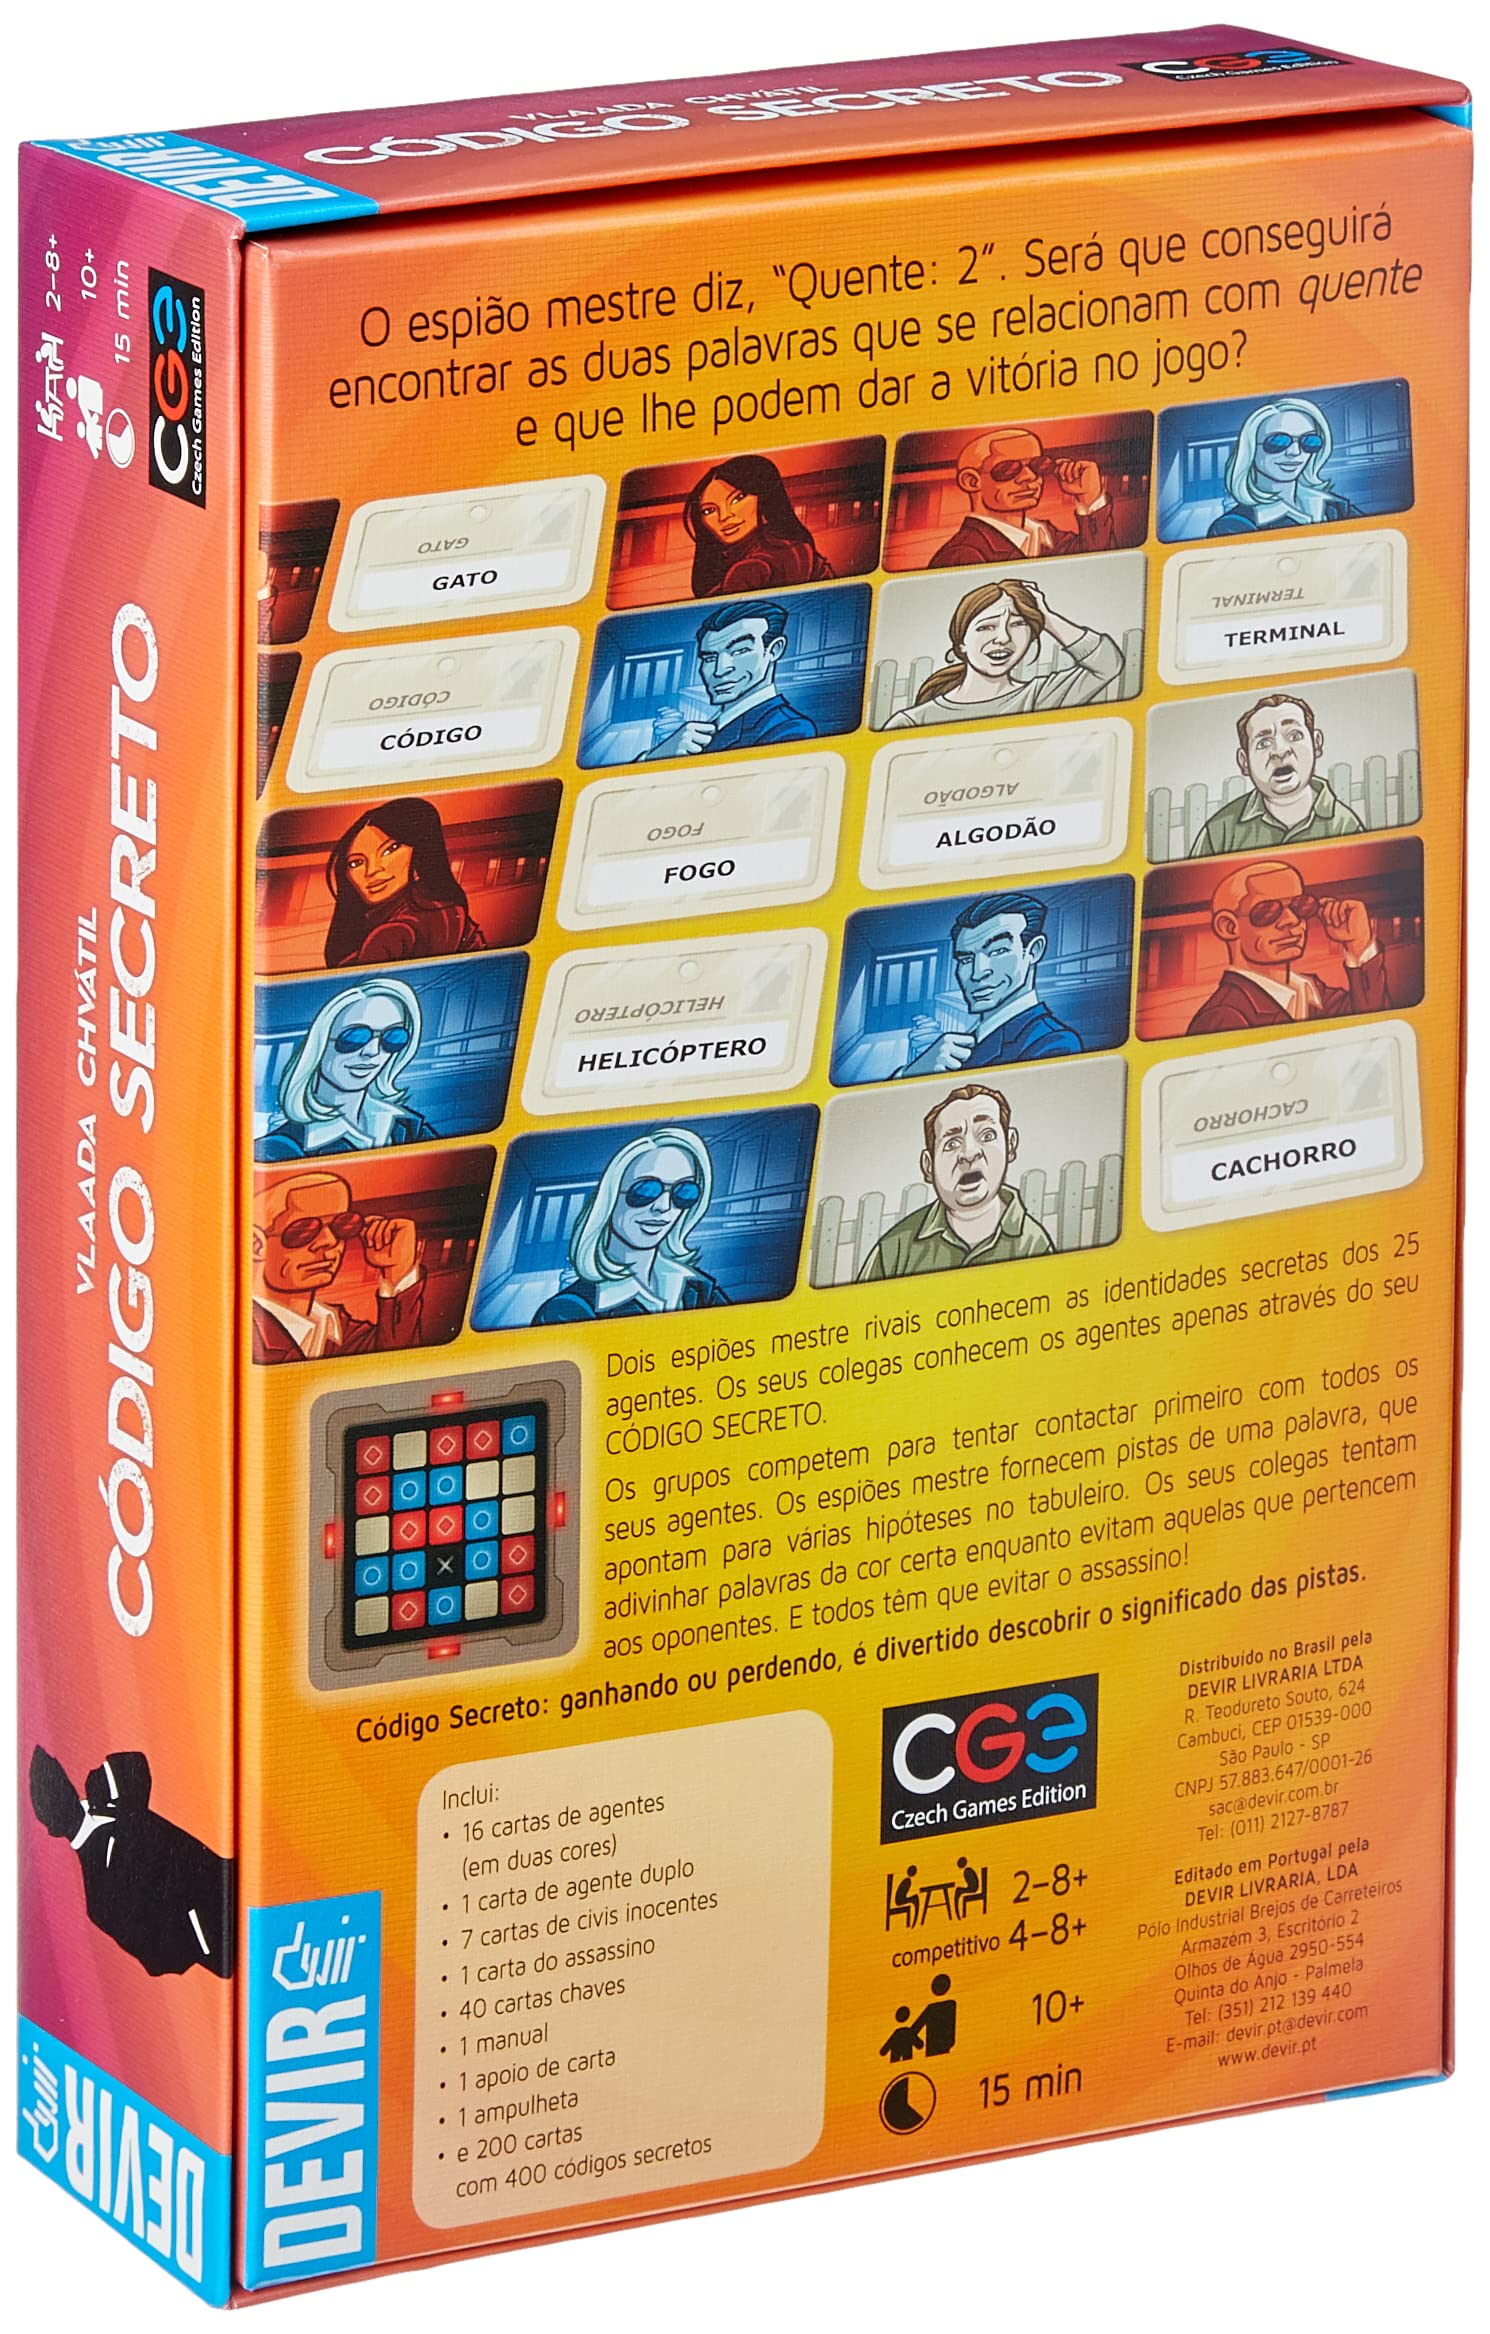 VLAADA CHVÁTIL
CÓDIGO SECRETO
CGE
Czech Games Edition
DEVIR
2-8+
10+
15 min
CGE
Czech Games Edition
VLAADA CHVÁTIL
CÓDIGO SECRETO
DEVIR
O espião mestre diz, "Quente: 2". Será que conseguirá
encontrar as duas palavras que se relacionam com quente
e que lhe podem dar a vitória no jogo?
GATO
GATO
TERMINAL
TERMINAL
CÓDIGO
CÓDIGO
FOGO
FOGO
ALGODÃO
ALGODÃO
HELICÓPTERO
HELICÓPTERO
CACHORRO
CACHORRO
Dois espiões mestre rivais conhecem as identidades secretas dos 25
agentes. Os seus colegas conhecem os agentes apenas através do seu
CÓDIGO SECRETO.
Os grupos competem para tentar contactar primeiro com todos os
seus agentes. Os espiões mestre fornecem pistas de uma palavra, que
apontam para várias hipóteses no tabuleiro. Os seus colegas tentam
adivinhar palavras da cor certa enquanto evitam aquelas que pertencem
aos oponentes. E todos têm que evitar o assassino!
Código Secreto: ganhando ou perdendo, é divertido descobrir o significado das pistas.
Inclui:
• 16 cartas de agentes
(em duas cores)
• 1 carta de agente duplo
• 7 cartas de civis inocentes
• 1 carta do assassino
• 40 cartas chaves
• 1 manual
• 1 apoio de carta
• 1 ampulheta
• e 200 cartas
com 400 códigos secretos
DEVIR
CGE
Czech Games Edition
2-8+
competitivo 4-8+
10+
15 min
Distribuído no Brasil pela
DEVIR LIVRARIA LTDA
R. Teodureto Souto, 624
Cambuci, CEP 01539-000
São Paulo - SP
CNPJ 57.883.647/0001-26
sac@devir.com.br
Tel: (011) 2127-8787
Editado em Portugal pela
DEVIR LIVRARIA, LDA
Pólo Industrial Brejos de Carreteiros
Armazém 3, Escritório 2
Olhos de Água 2950-554
Quinta do Anjo - Palmela
Tel: (351) 212 139 440
E-mail: devir.pt@devir.com
www.devir.pt